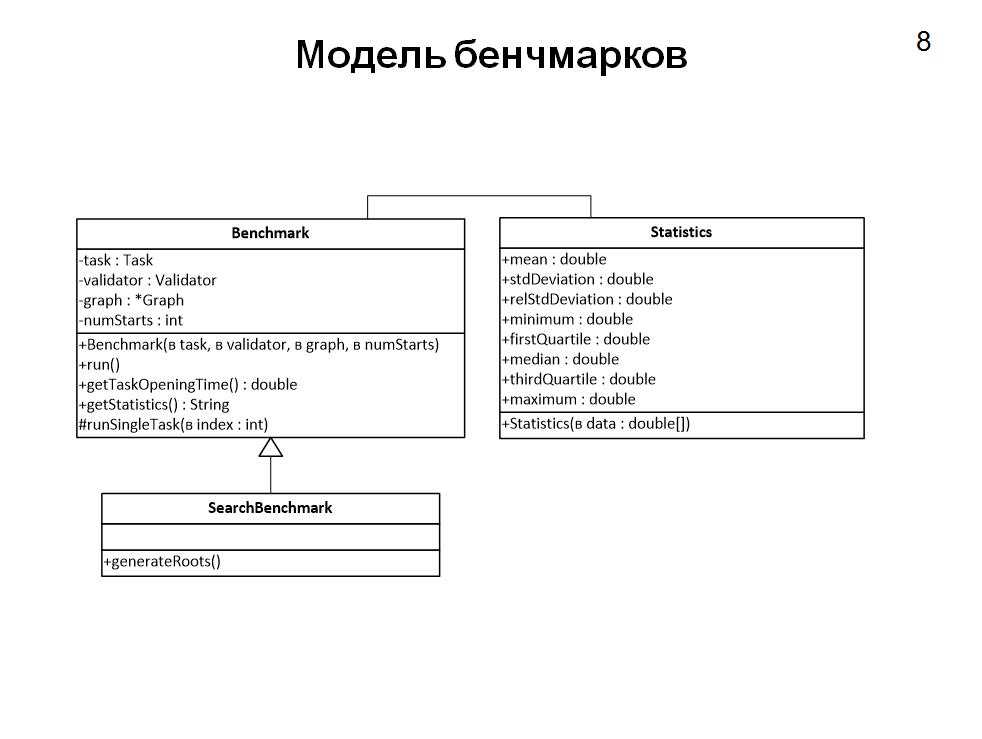 Модель бенчмарков
8
Benchmark
-task : Task
-validator : Validator
-graph : *Graph
-numStarts : int
+Benchmark(в task, в validator, в graph, в numStarts)
+run()
+getTaskOpeningTime() : double
+getStatistics() : String
#runSingleTask(в index : int)
Statistics
+mean : double
+stdDeviation : double
+relStdDeviation : double
+minimum : double
+firstQuartile : double
+median : double
+thirdQuartile : double
+maximum : double
+Statistics(в data : double[])
SearchBenchmark
+generateRoots()